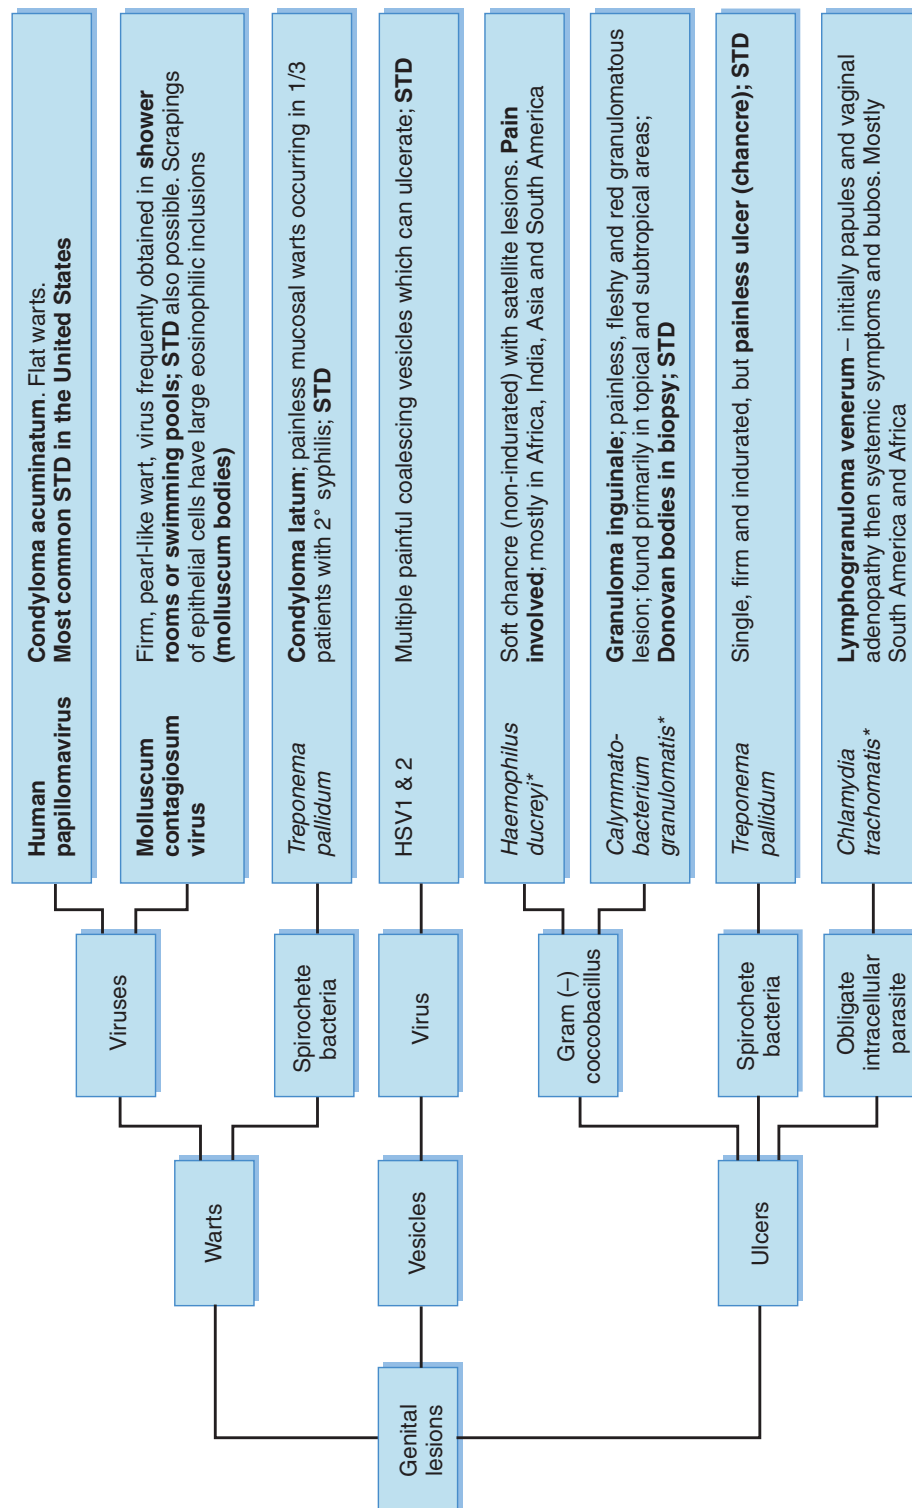 Genital
lesions
Warts
Viruses
Human
papillomavirus
Condyloma acuminatum. Flat warts.
Most common STD in the United States
Molluscum
contagiosum
virus
Firm, pearl-like wart, virus frequently obtained in shower
rooms or swimming pools; STD also possible. Scrapings
of epithelial cells have large eosinophilic inclusions
(molluscum bodies)
Spirochete
bacteria
Treponema
pallidum
Condyloma latum; painless mucosal warts occurring in 1/3
patients with 2° syphilis; STD
Vesicles
Virus
HSV1 & 2
Multiple painful coalescing vesicles which can ulcerate; STD
Ulcers
Gram (–)
coccobacillus
Haemophilus
ducreyi*
Soft chancre (non-indurated) with satellite lesions. Pain
involved; mostly in Africa, India, Asia and South America
Calymmato-
bacterium
granulomatis*
Granuloma inguinale; painless, fleshy and red granulomatous
lesion; found primarily in topical and subtropical areas;
Donovan bodies in biopsy; STD
Spirochete
bacteria
Treponema
pallidum
Single, firm and indurated, but painless ulcer (chancre); STD
Obligate
intracellular
parasite
Chlamydia
trachomatis*
Lymphogranuloma venerum – initially papules and vaginal
adenopathy then systemic symptoms and bubos. Mostly
South America and Africa